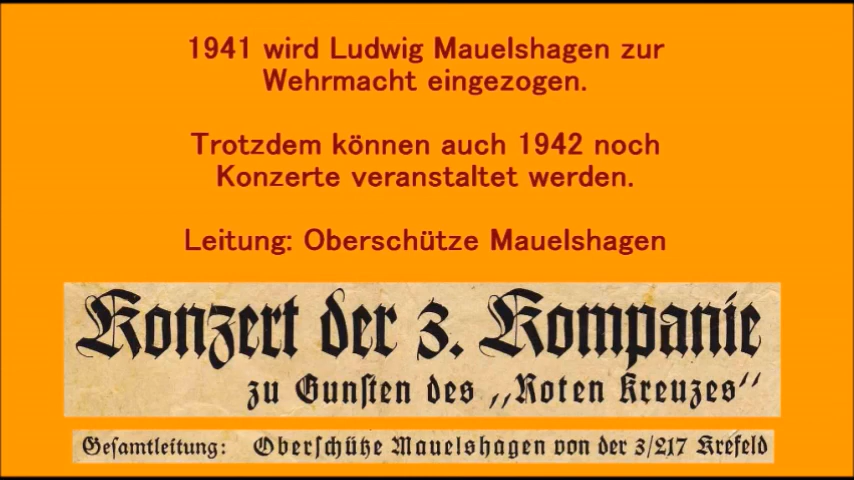 1941 wird Ludwig Mauelshagen zur
Wehrmacht eingezogen.
Trotzdem können auch 1942 noch
Konzerte veranstaltet werden.
Leitung: Oberschütze Mauelshagen
Konzert der 3. Kompanie
zu Gunſten des „Roten Kreuzes“
Geſamtleitung: Oberſchütze Mauelshagen von der 3/217 Krefeld